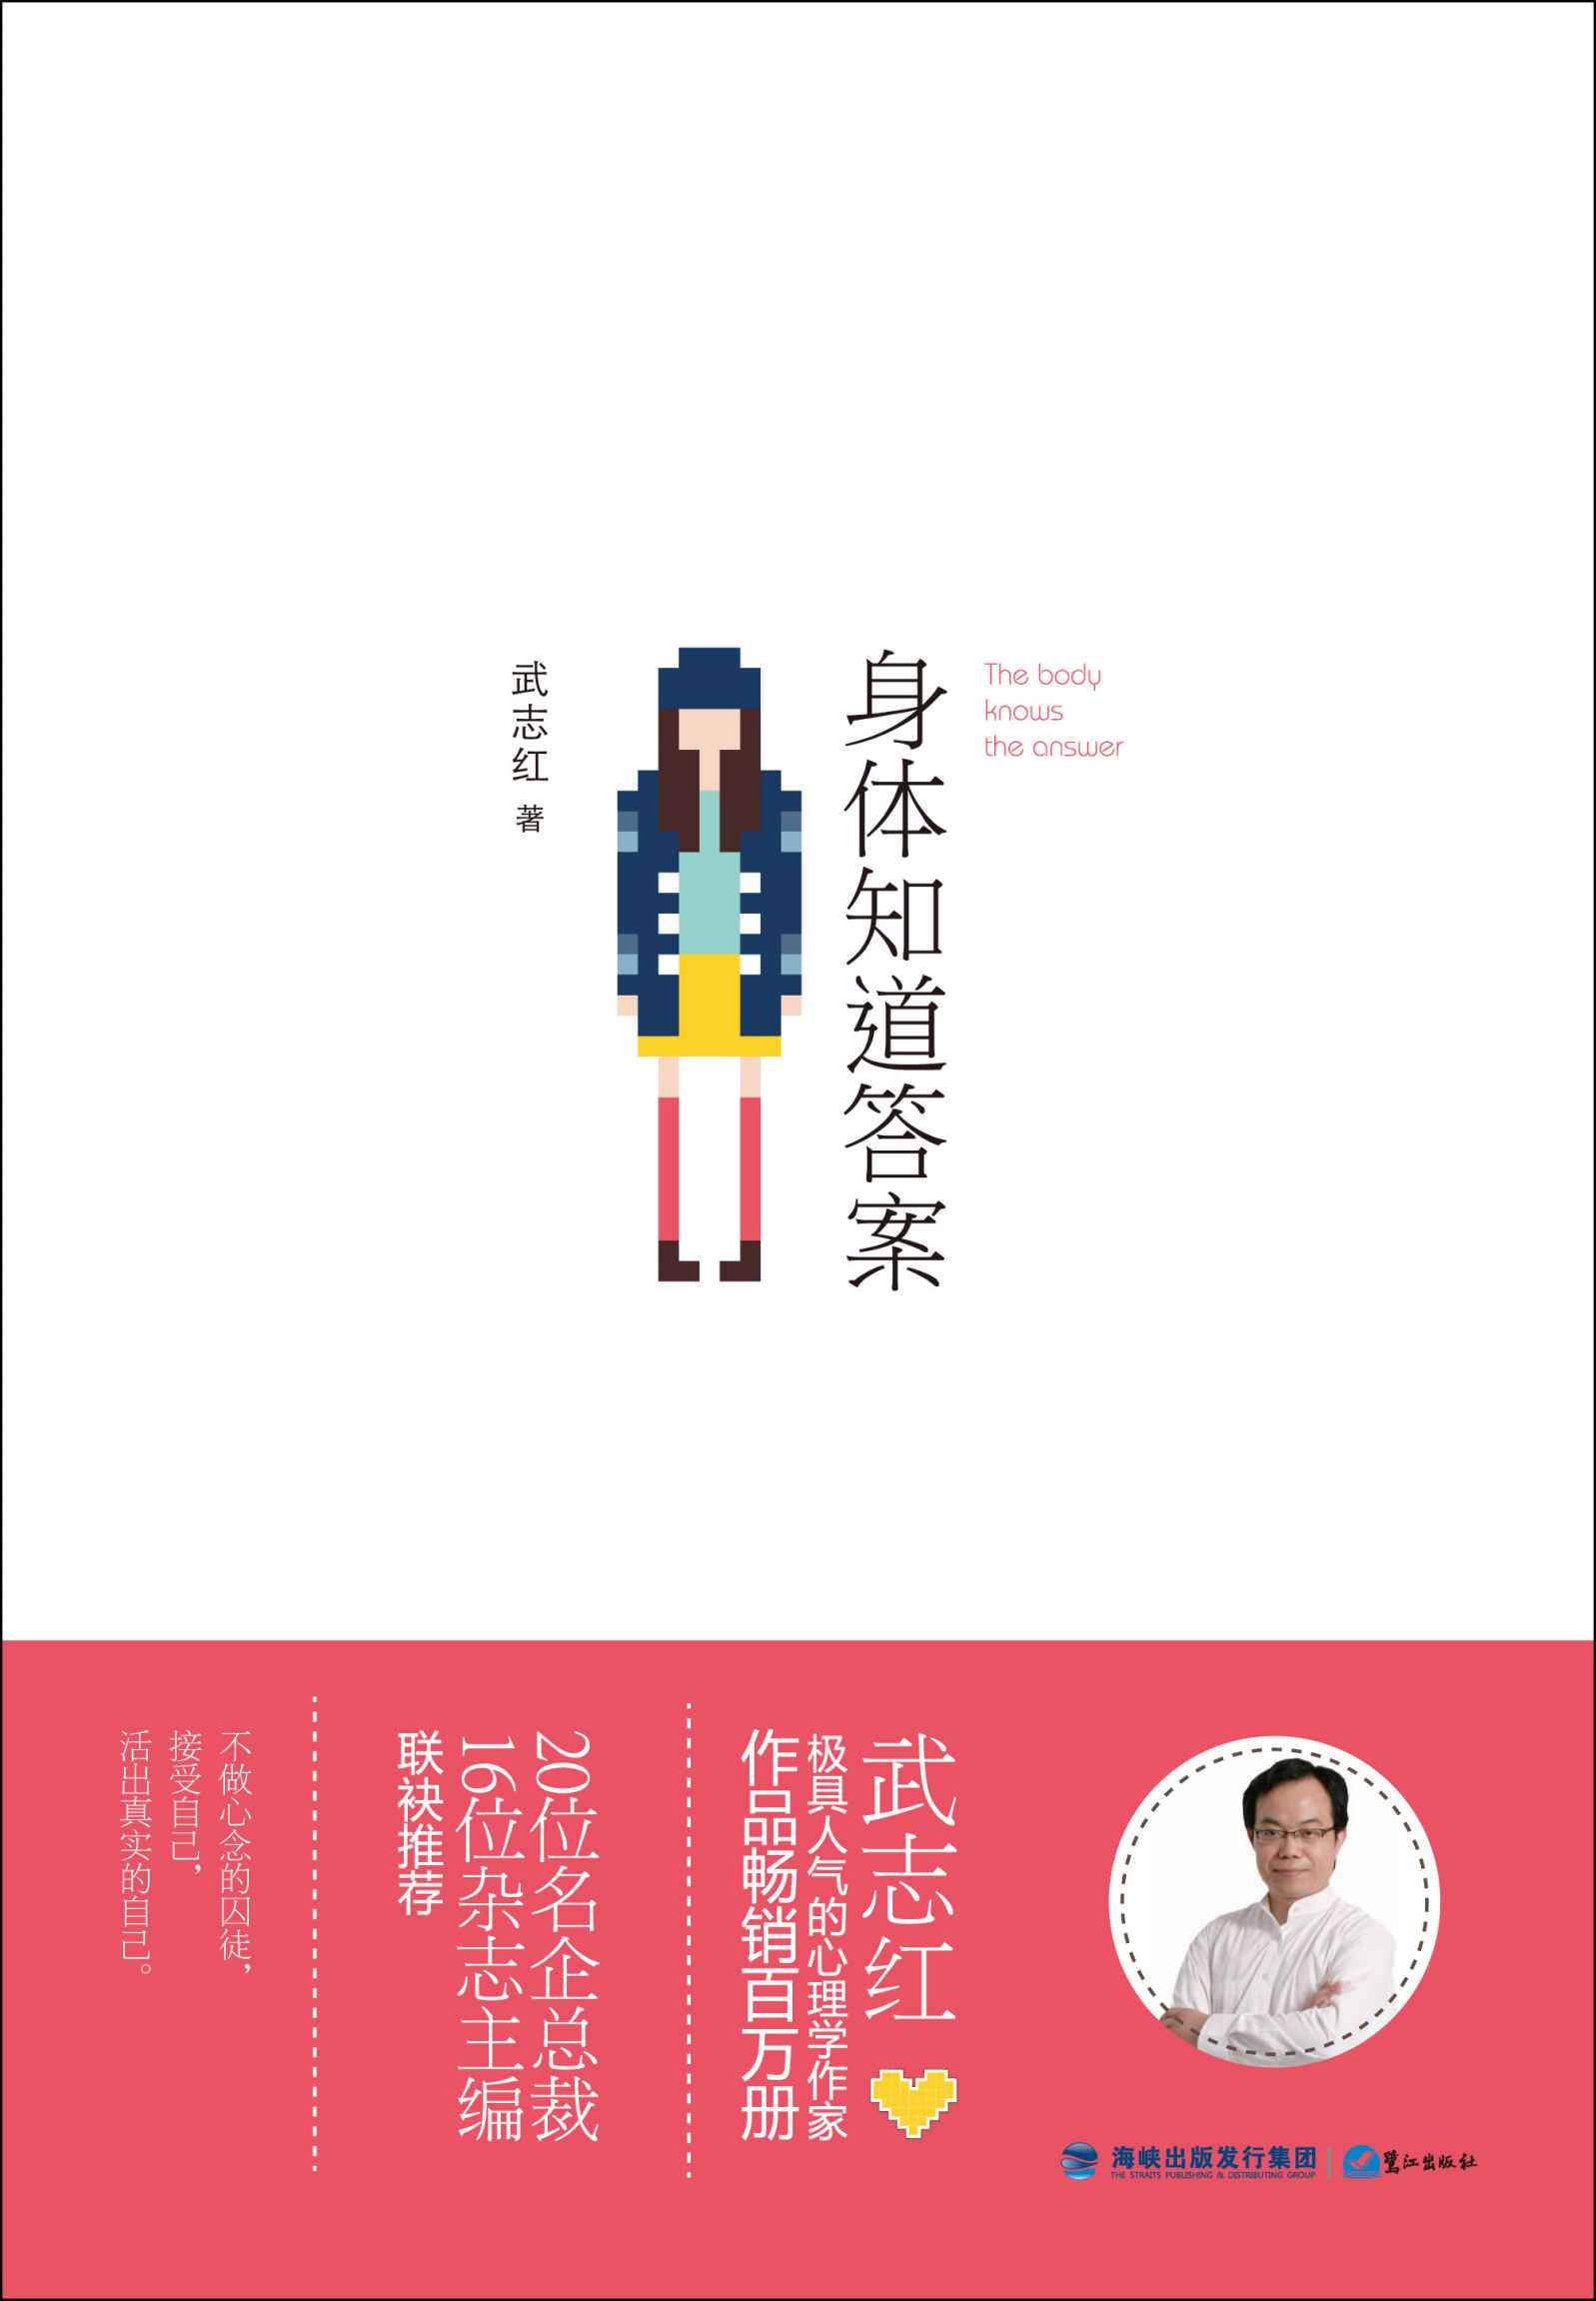 The body
knows
the answer
身体知道答案
武志红 著
武志红
极具人气的心理学作家
作品畅销百万册
20位名企总裁
16位杂志主编
联袂推荐
不做心念的囚徒，
接受自己，
活出真实的自己。
海峡出版发行集团
THE STRAITS PUBLISHING & DISTRIBUTING GROUP
鹭江出版社